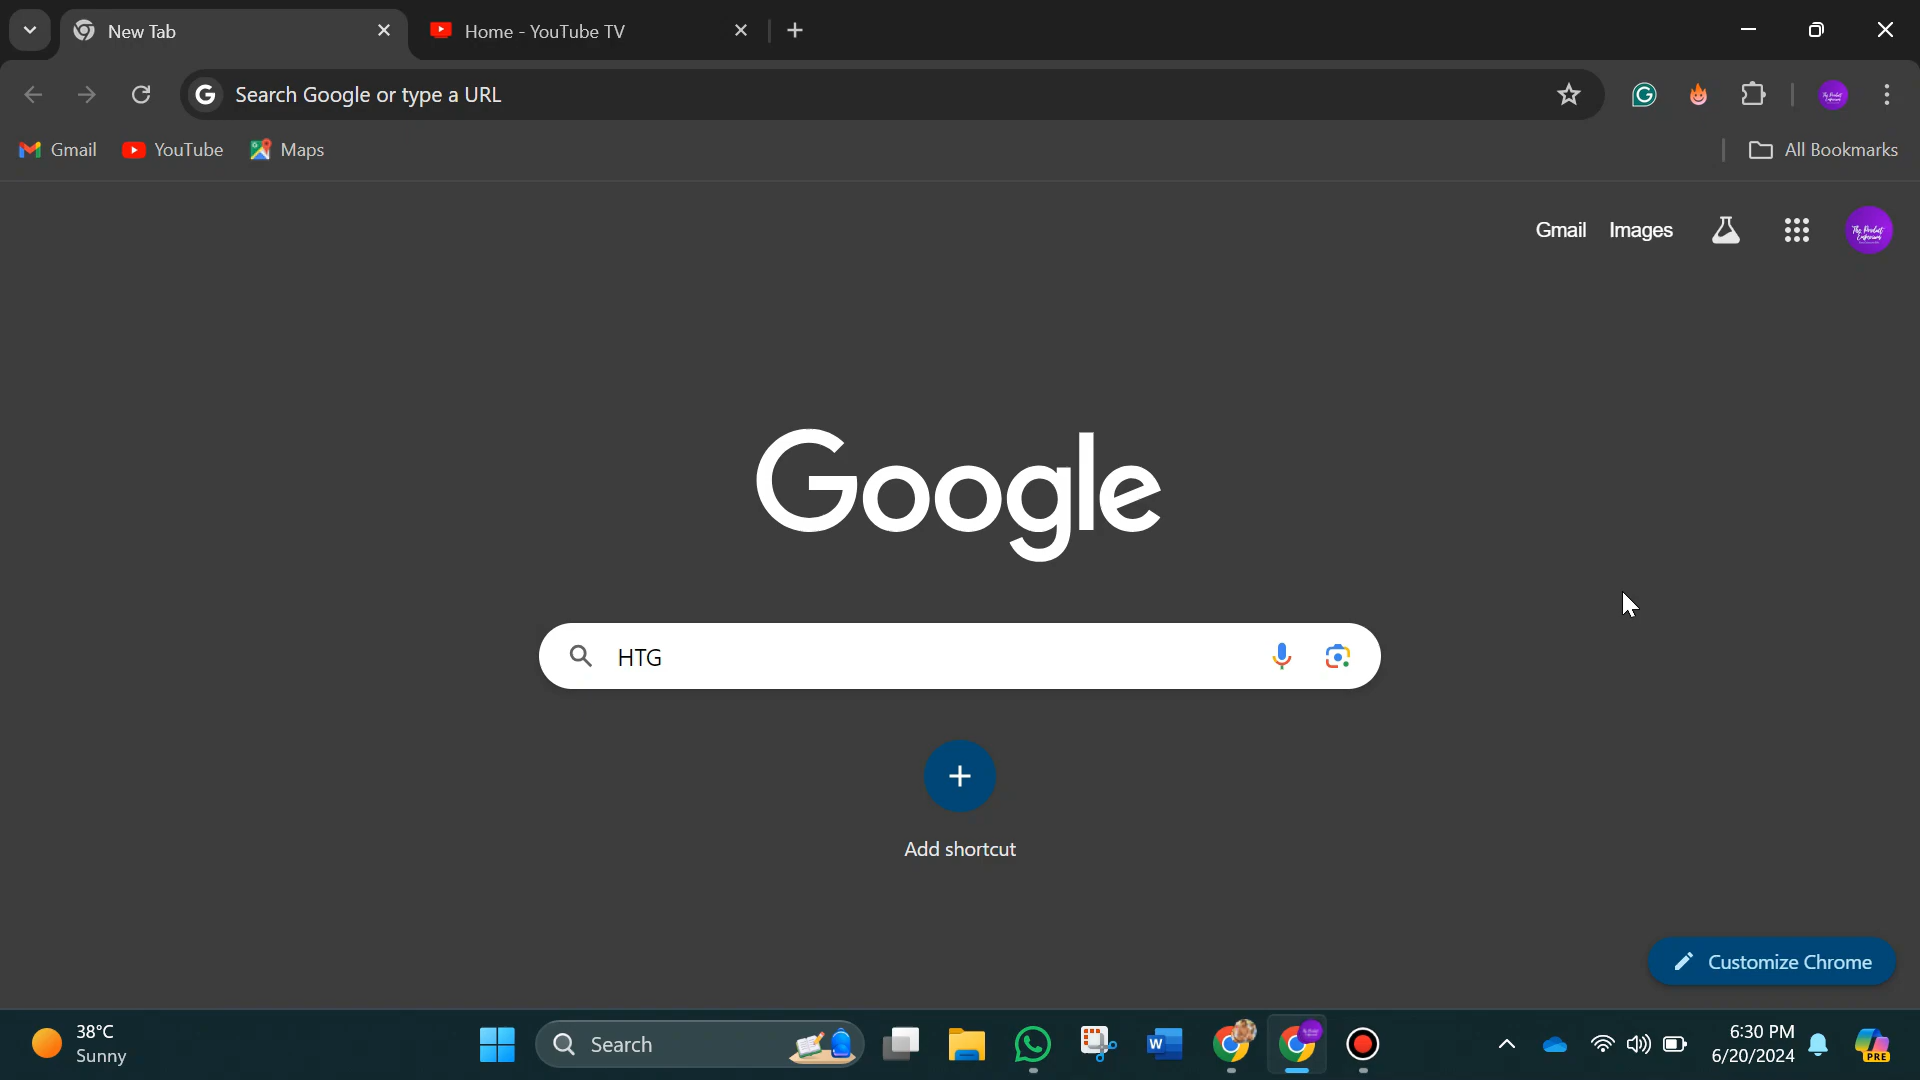 New Tab
Home - YouTube TV
Search Google or type a URL
Gmail
YouTube
Maps
All Bookmarks
Gmail
Images
Google
HTG
Add shortcut
Customize Chrome
38°C
Sunny
Search
6:30 PM
6/20/2024
PRE